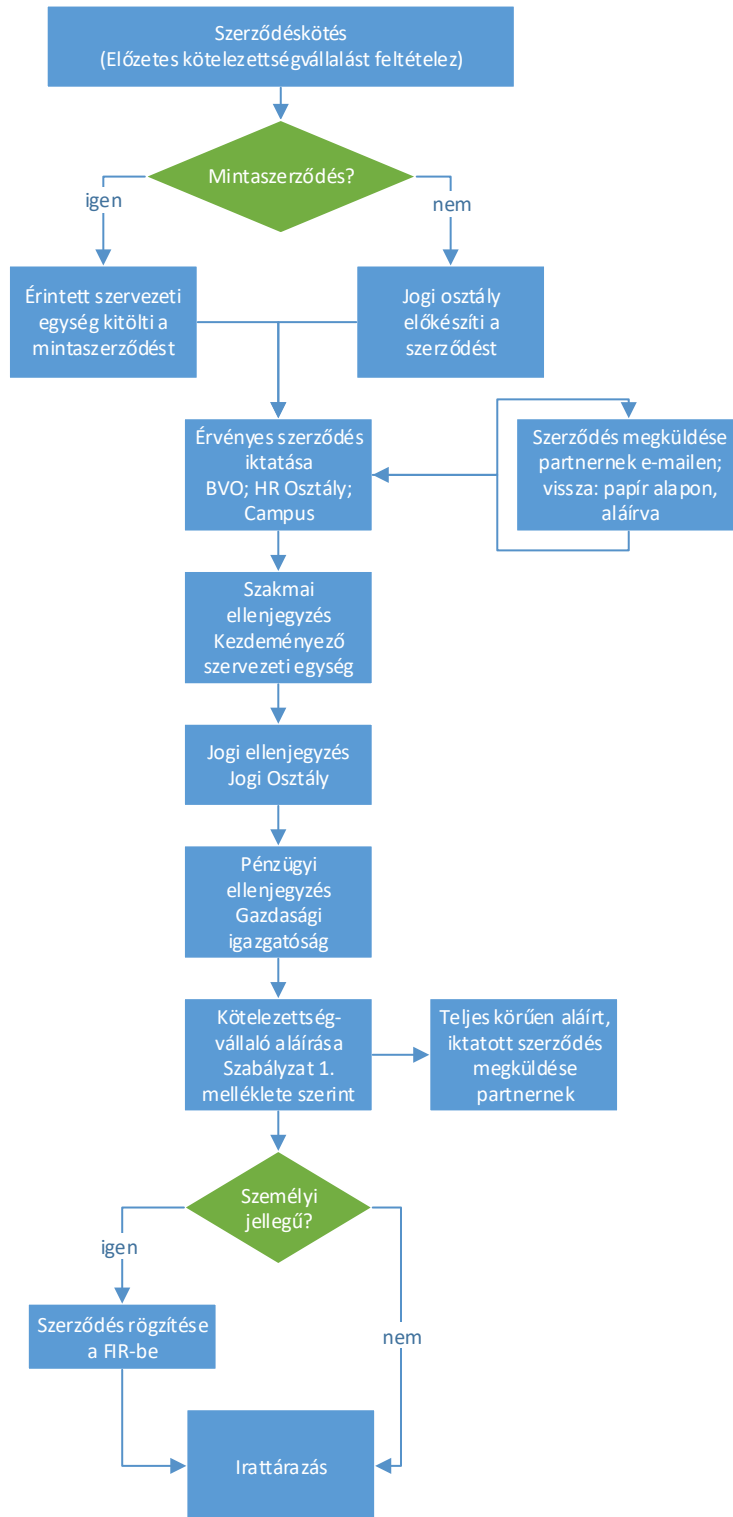 Szerződéskötés
(Előzetes kötelezettségvállalást feltételez)
Mintaszerződés?
igen
nem
Érintett szervezeti
egység kitölti a
mintaszerződést
Jogi osztály
előkészíti a
szerződést
Érvényes szerződés
iktatása
BVO; HR Osztály;
Campus
Szerződés megküldése
partnernek e-mailen;
vissza: papír alapon,
aláírva
Szakmai
ellenjegyzés
Kezdeményező
szervezeti egység
Jogi ellenjegyzés
Jogi Osztály
Pénzügyi
ellenjegyzés
Gazdasági
igazgatóság
Kötelezettség-
vállaló aláírása
Szabályzat 1.
melléklete szerint
Teljes körűen aláírt,
iktatott szerződés
megküldése
partnernek
Személyi
jellegű?
igen
nem
Szerződés rögzítése
a FIR-be
Irattárazás